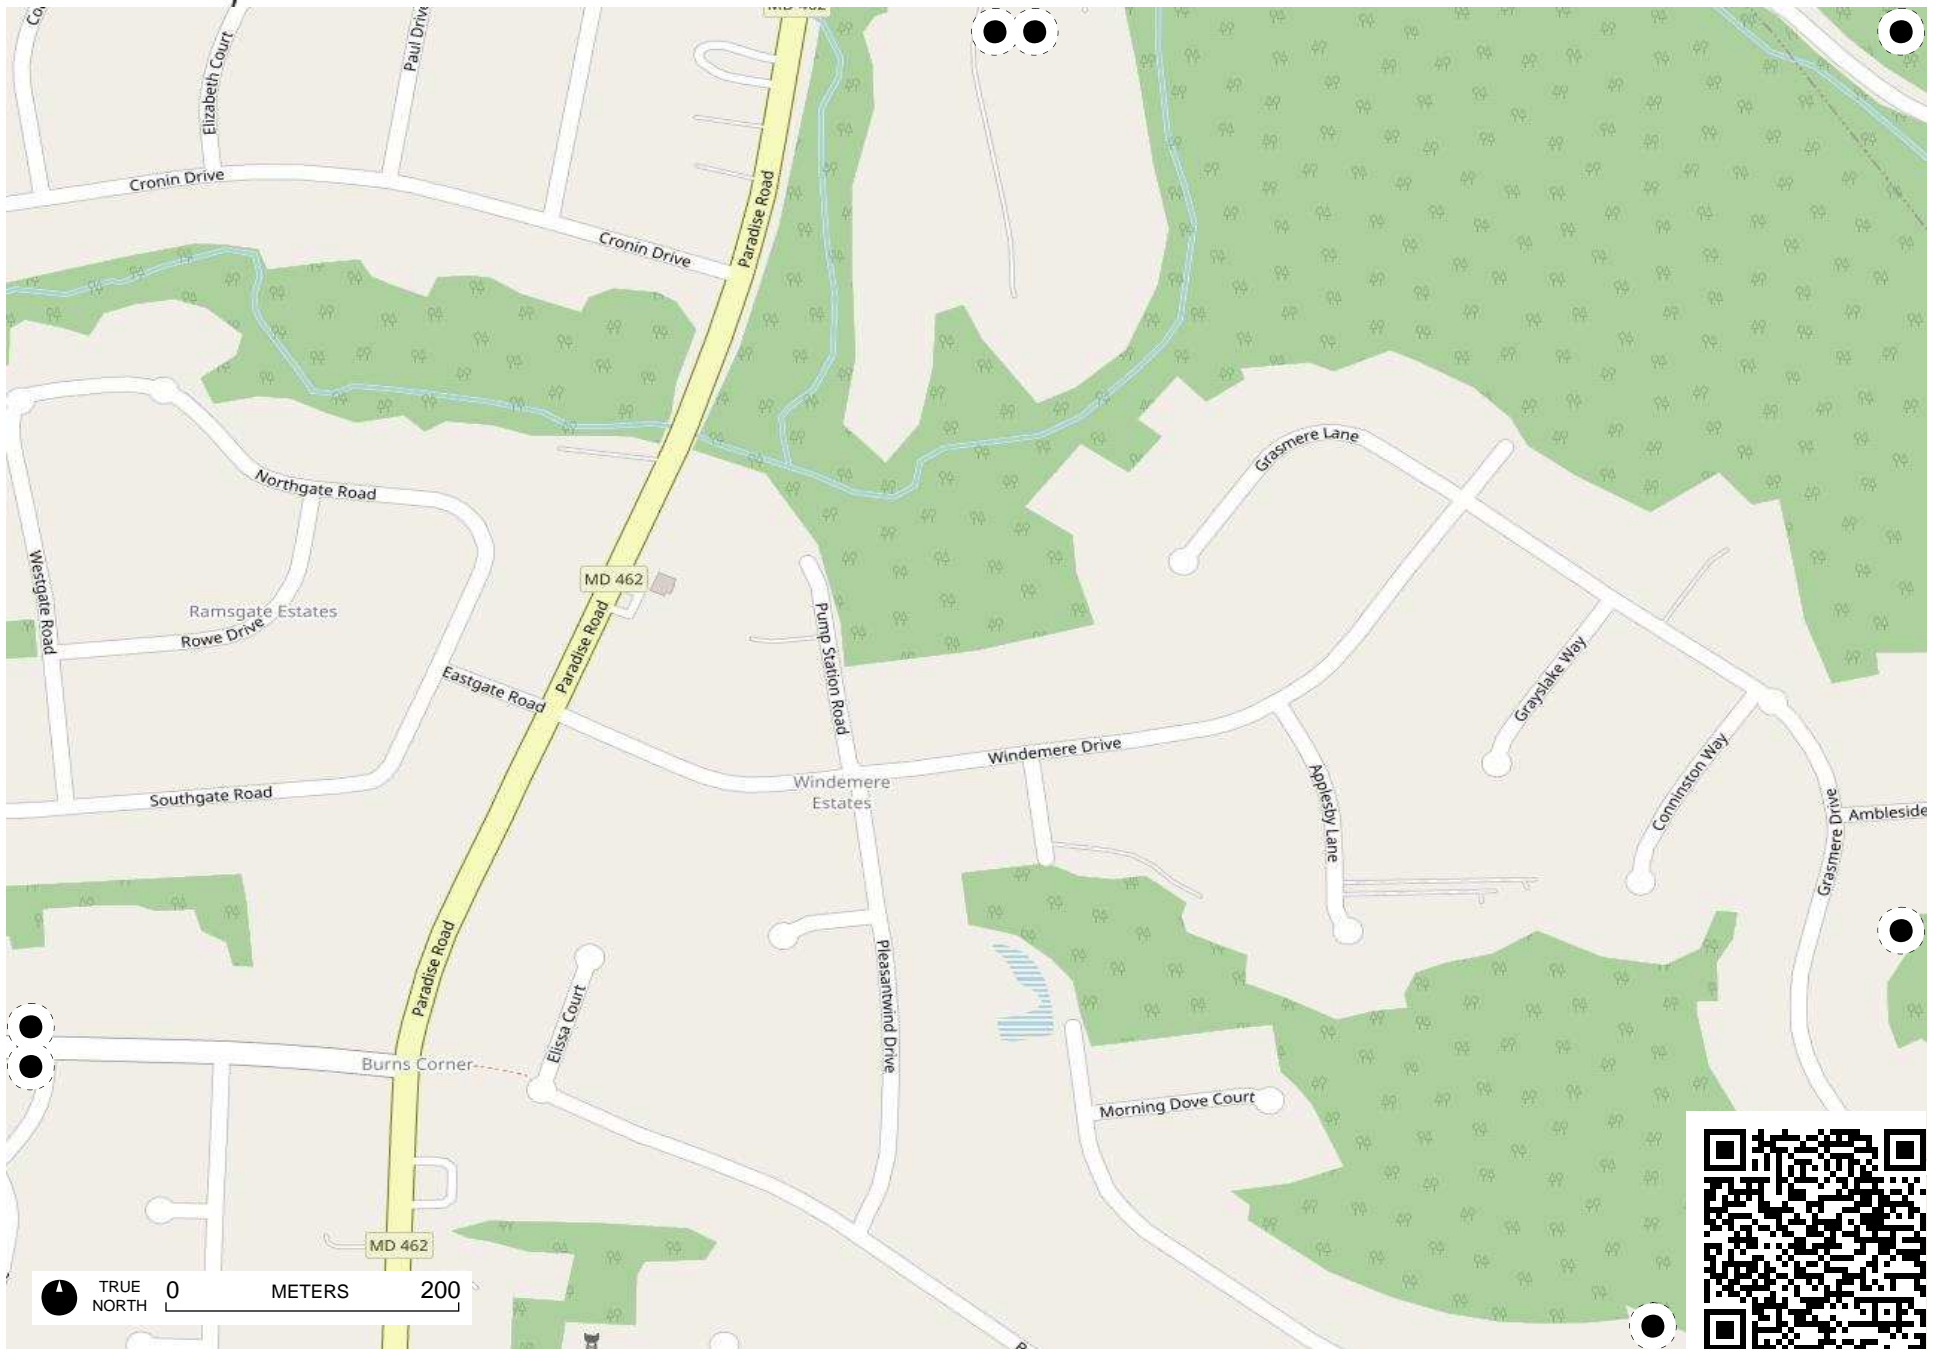 MD 462
Elizabeth Court
Paul Drive
Cronin Drive
Paradise Road
Cronin Drive
Grasmere Lane
Northgate Road
Westgate Road
MD 462
Ramsgate Estates
Rowe Drive
Paradise Road
Pump Station Road
Eastgate Road
Grayslake Way
Windemere Drive
Conninston Way
Windemere
Estates
Applesby Lane
Southgate Road
Grasmere Drive
Ambleside
Paradise Road
Pleasantwind Drive
Elissa Court
Burns Corner
Morning Dove Court
MD 462
TRUE
NORTH
0
METERS
200